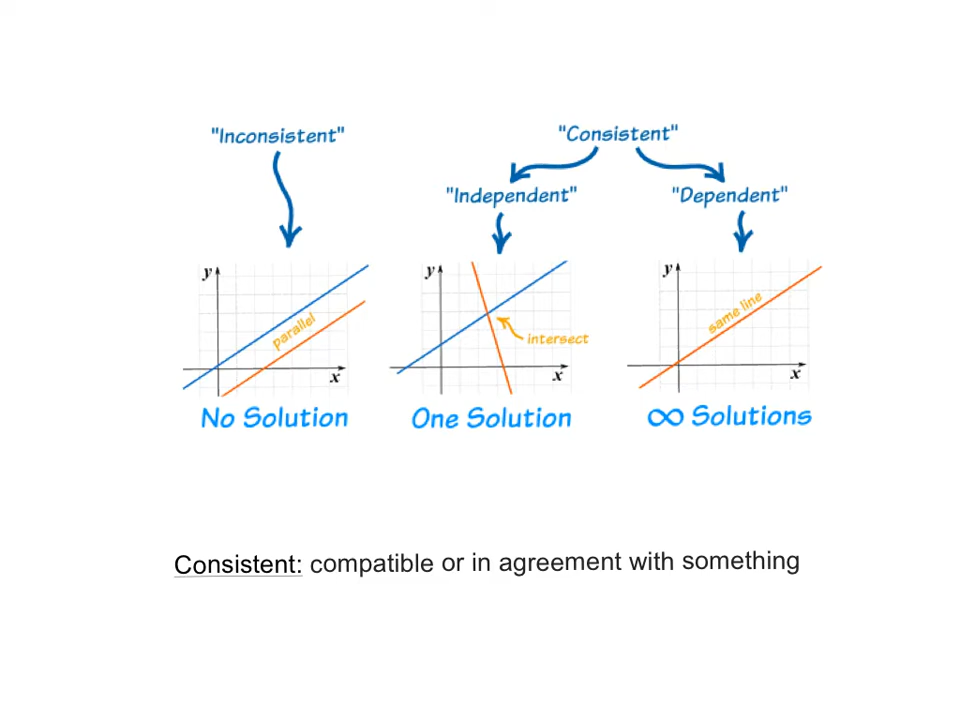 "Inconsistent"
"Consistent"
"Independent"
"Dependent"
y
parallel
x
y
intersect
x
y
same line
x
No Solution
One Solution
∞ Solutions
Consistent: compatible or in agreement with something